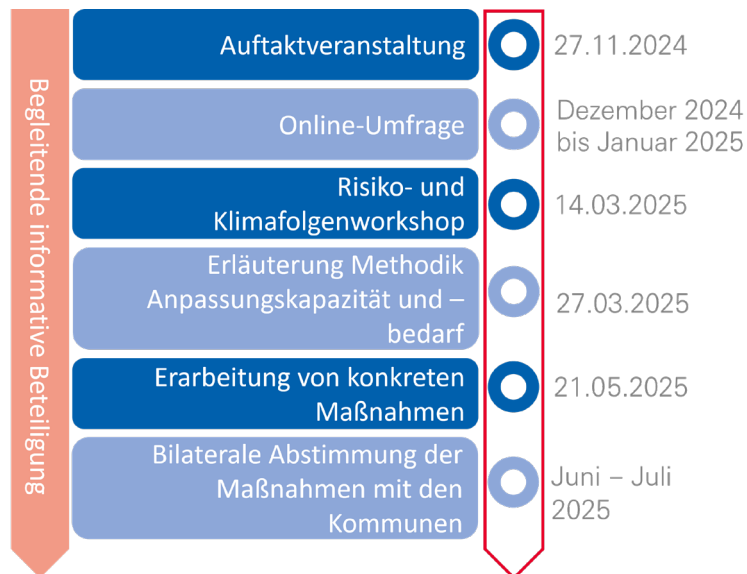 Begleitende informative Beteiligung
Auftaktveranstaltung
27.11.2024
Online-Umfrage
Dezember 2024
bis Januar 2025
Risiko- und
Klimafolgenworkshop
14.03.2025
Erläuterung Methodik
Anpassungskapazität und –
bedarf
27.03.2025
Erarbeitung von konkreten
Maßnahmen
21.05.2025
Bilaterale Abstimmung der
Maßnahmen mit den
Kommunen
Juni – Juli
2025